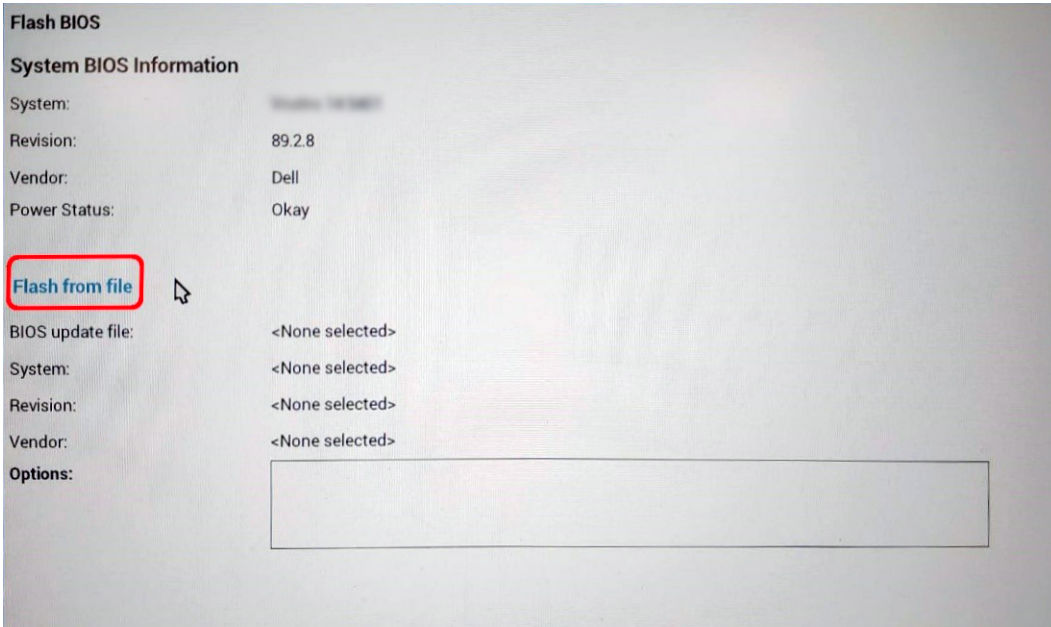 Flash BIOS
System BIOS Information
System:
Revision: 89.2.8
Vendor: Dell
Power Status: Okay
Flash from file
BIOS update file: <None selected>
System: <None selected>
Revision: <None selected>
Vendor: <None selected>
Options: